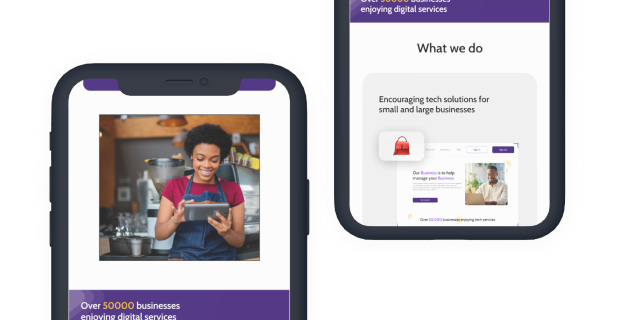 Over 50000 businesses
enjoying digital services
What we do
Encouraging tech solutions for
small and large businesses
Our Business is to help
manage your Business
Over 50,000 businesses enjoying tech services
Over 50000 businesses
enjoying digital services